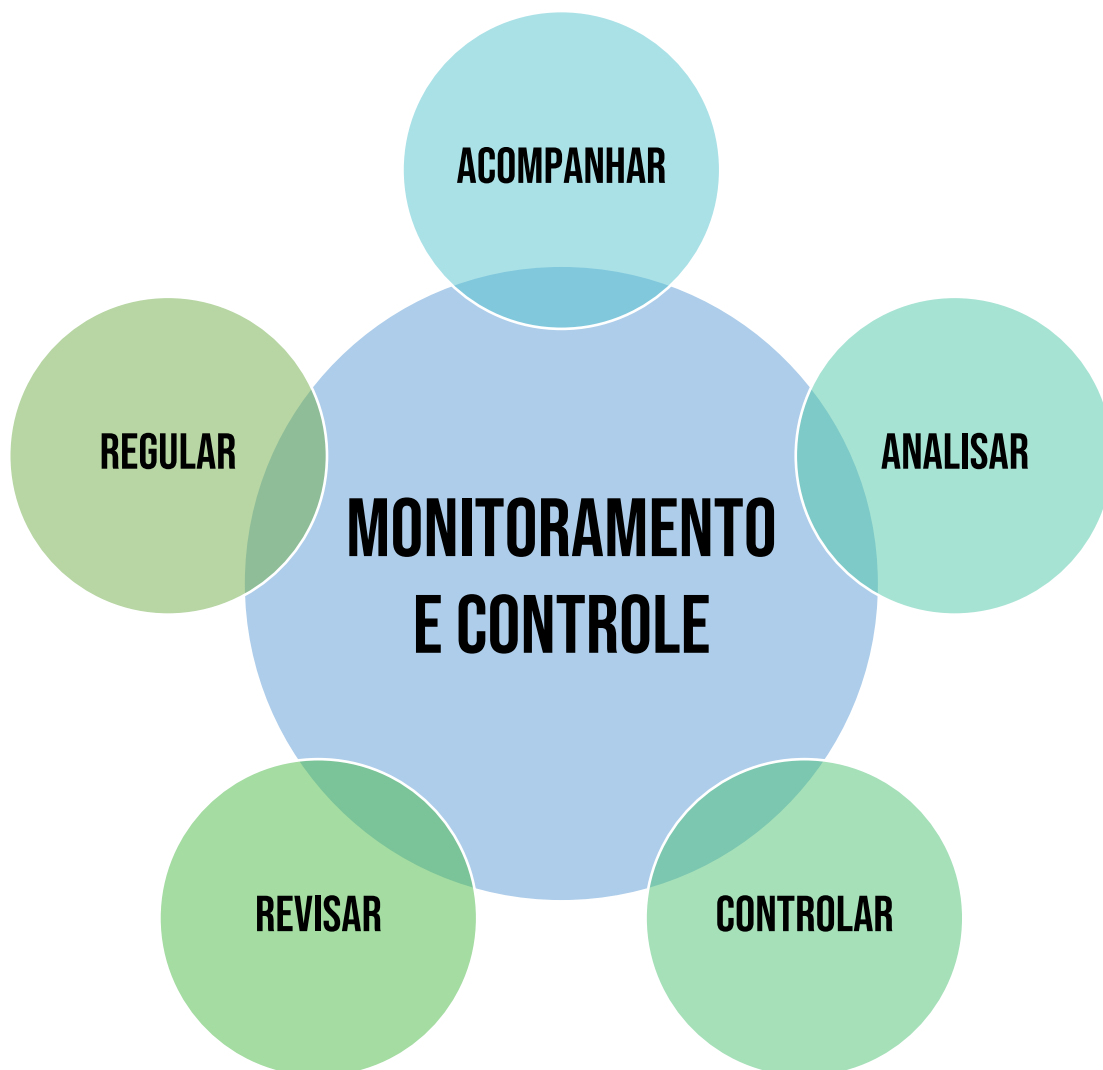 ACOMPANHAR
REGULAR
ANALISAR
MONITORAMENTO
E CONTROLE
REVISAR
CONTROLAR